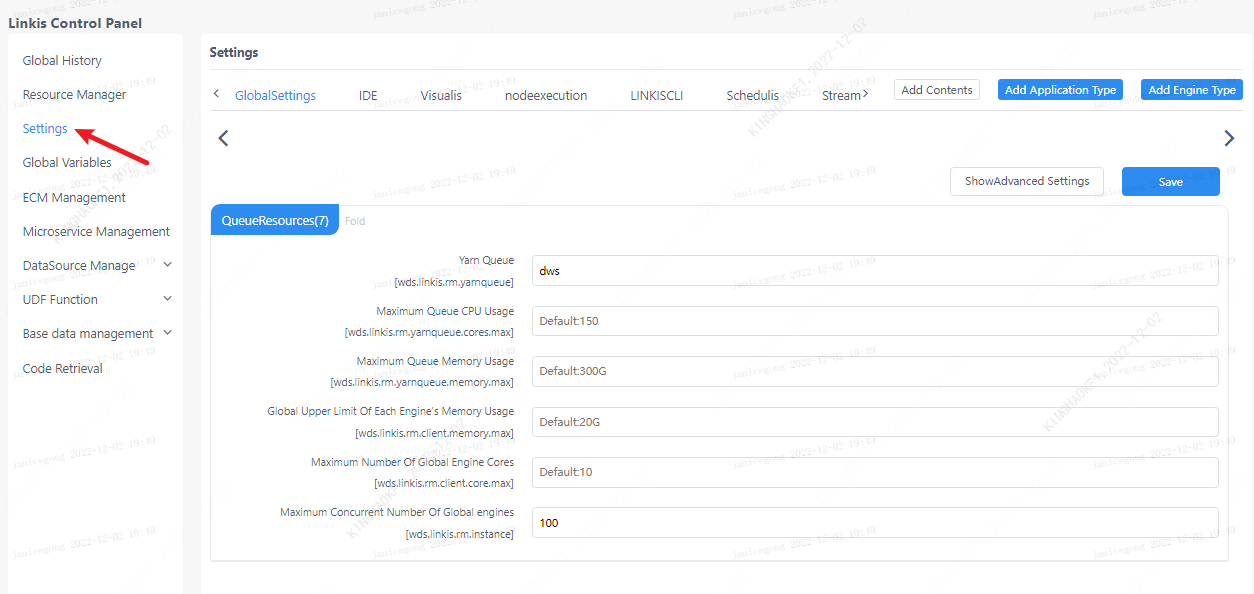 Linkis Control Panel
Global History
Resource Manager
Settings
Global Variables
ECM Management
Microservice Management
DataSource Manage
UDF Function
Base data management
Code Retrieval
Settings
GlobalSettings IDE Visualis nodeexecution LINKISCLI Schedulis Stream Add Contents Add Application Type Add Engine Type
ShowAdvanced Settings Save
QueueResources(7) Fold
Yarn Queue
[wds.linkis.rm.yarnqueue]
dws
Maximum Queue CPU Usage
[wds.linkis.rm.yarnqueue.cores.max]
Default:150
Maximum Queue Memory Usage
[wds.linkis.rm.yarnqueue.memory.max]
Default:300G
Global Upper Limit Of Each Engine's Memory Usage
[wds.linkis.rm.client.memory.max]
Default:20G
Maximum Number Of Global Engine Cores
[wds.linkis.rm.client.core.max]
Default:10
Maximum Concurrent Number Of Global engines
[wds.linkis.rm.instance]
100
janicegong 2022-12-02 19:49